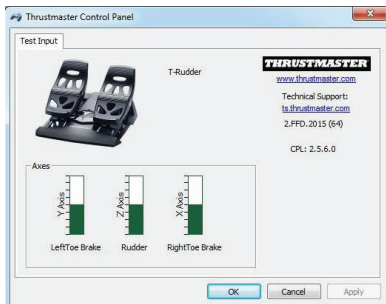 Thrustmaster Control Panel
Test Input
T-Rudder
THRUSTMASTER
www.thrustmaster.com
Technical Support:
ts.thrustmaster.com
2.FFD.2015 (64)
CPL: 2.5.6.0
Axes
Y Axis
Z Axis
X Axis
LeftToe Brake Rudder RightToe Brake
OK Cancel Apply